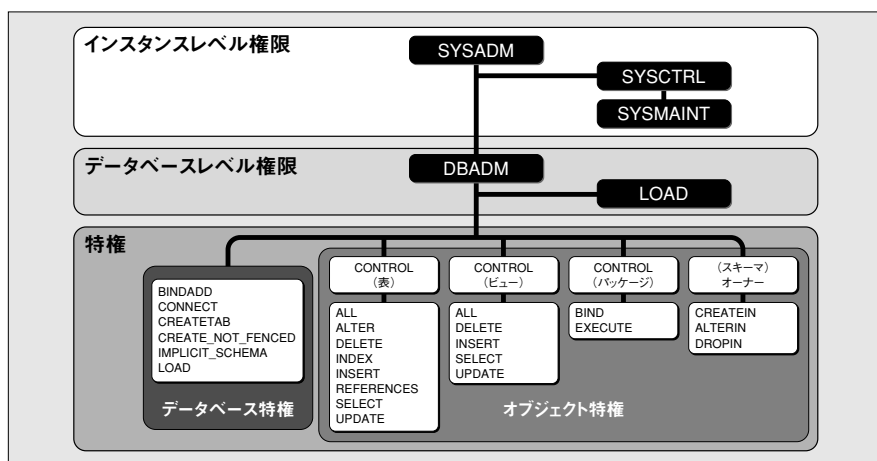 インスタンスレベル権限
SYSADM
SYSCTRL
SYSMAINT
データベースレベル権限
DBADM
LOAD
特権
BINDADD
CONNECT
CREATETAB
CREATE_NOT_FENCED
IMPLICIT_SCHEMA
LOAD
データベース特権
CONTROL
（表）
ALL
ALTER
DELETE
INDEX
INSERT
REFERENCES
SELECT
UPDATE
CONTROL
（ビュー）
ALL
DELETE
INSERT
SELECT
UPDATE
CONTROL
（パッケージ）
BIND
EXECUTE
（スキーマ）
オーナー
CREATEIN
ALTERIN
DROPIN
オブジェクト特権